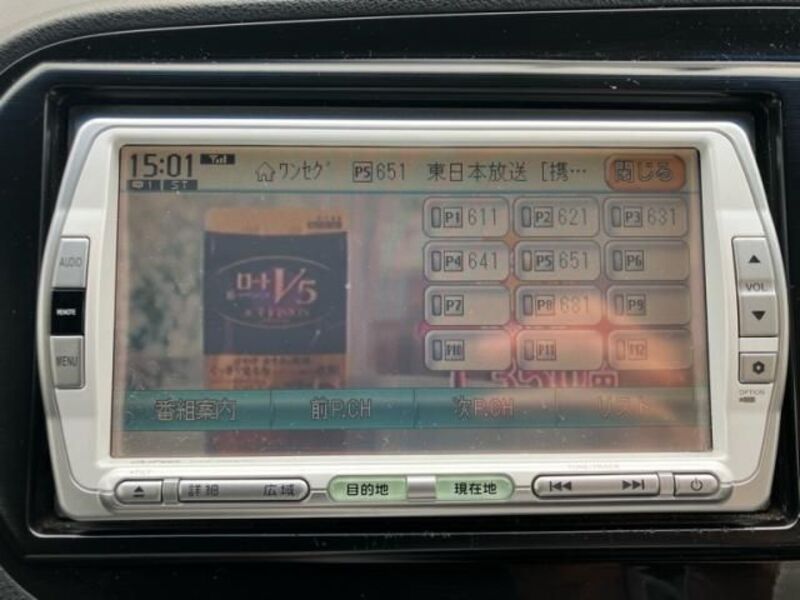 15:01 ワンセグ P5 651 東日本放送 [携… 閉じる
1 ST
P1 611 P2 621 P3 631
P4 641 P5 651 P6
P7 P8 681 P9
P10 P11 P12
ロート V5
番組案内 前P.CH 次P.CH リスト
AUDIO
REMOTE
MENU
VOL
OPTION
詳細 広域 目的地 現在地